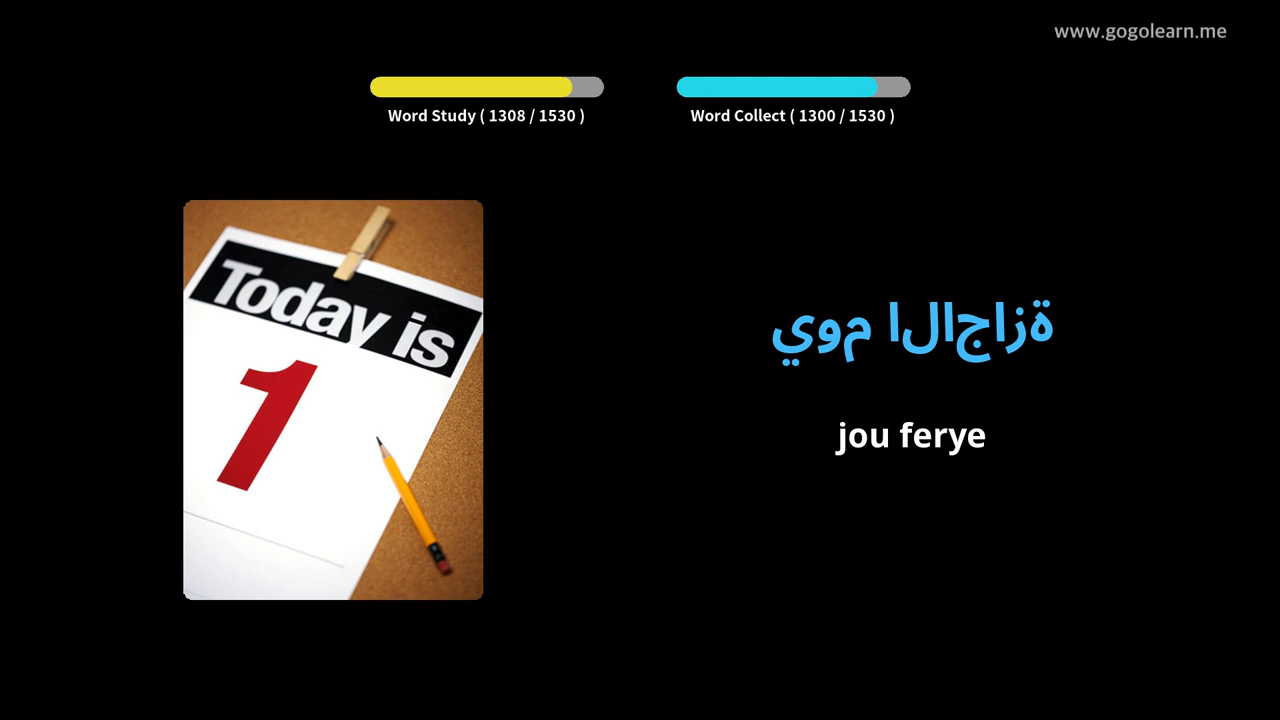 www.gogolearn.me
Word Study ( 1308 / 1530 )
Word Collect ( 1300 / 1530 )
Today is
1
يوم الاجازة
jou ferye